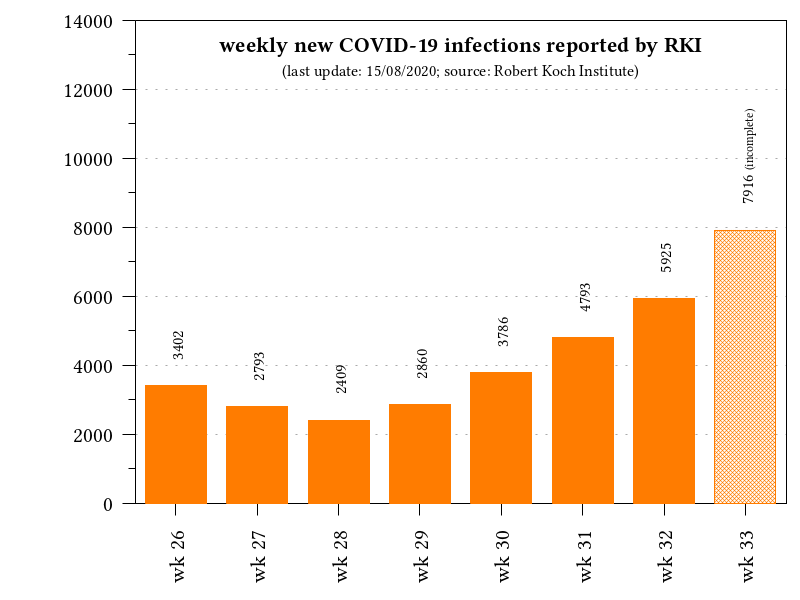 weekly new COVID-19 infections reported by RKI
(last update: 15/08/2020; source: Robert Koch Institute)
14000
12000
10000
8000
6000
4000
2000
0
3402
2793
2409
2860
3786
4793
5925
7916 (incomplete)
wk 26
wk 27
wk 28
wk 29
wk 30
wk 31
wk 32
wk 33